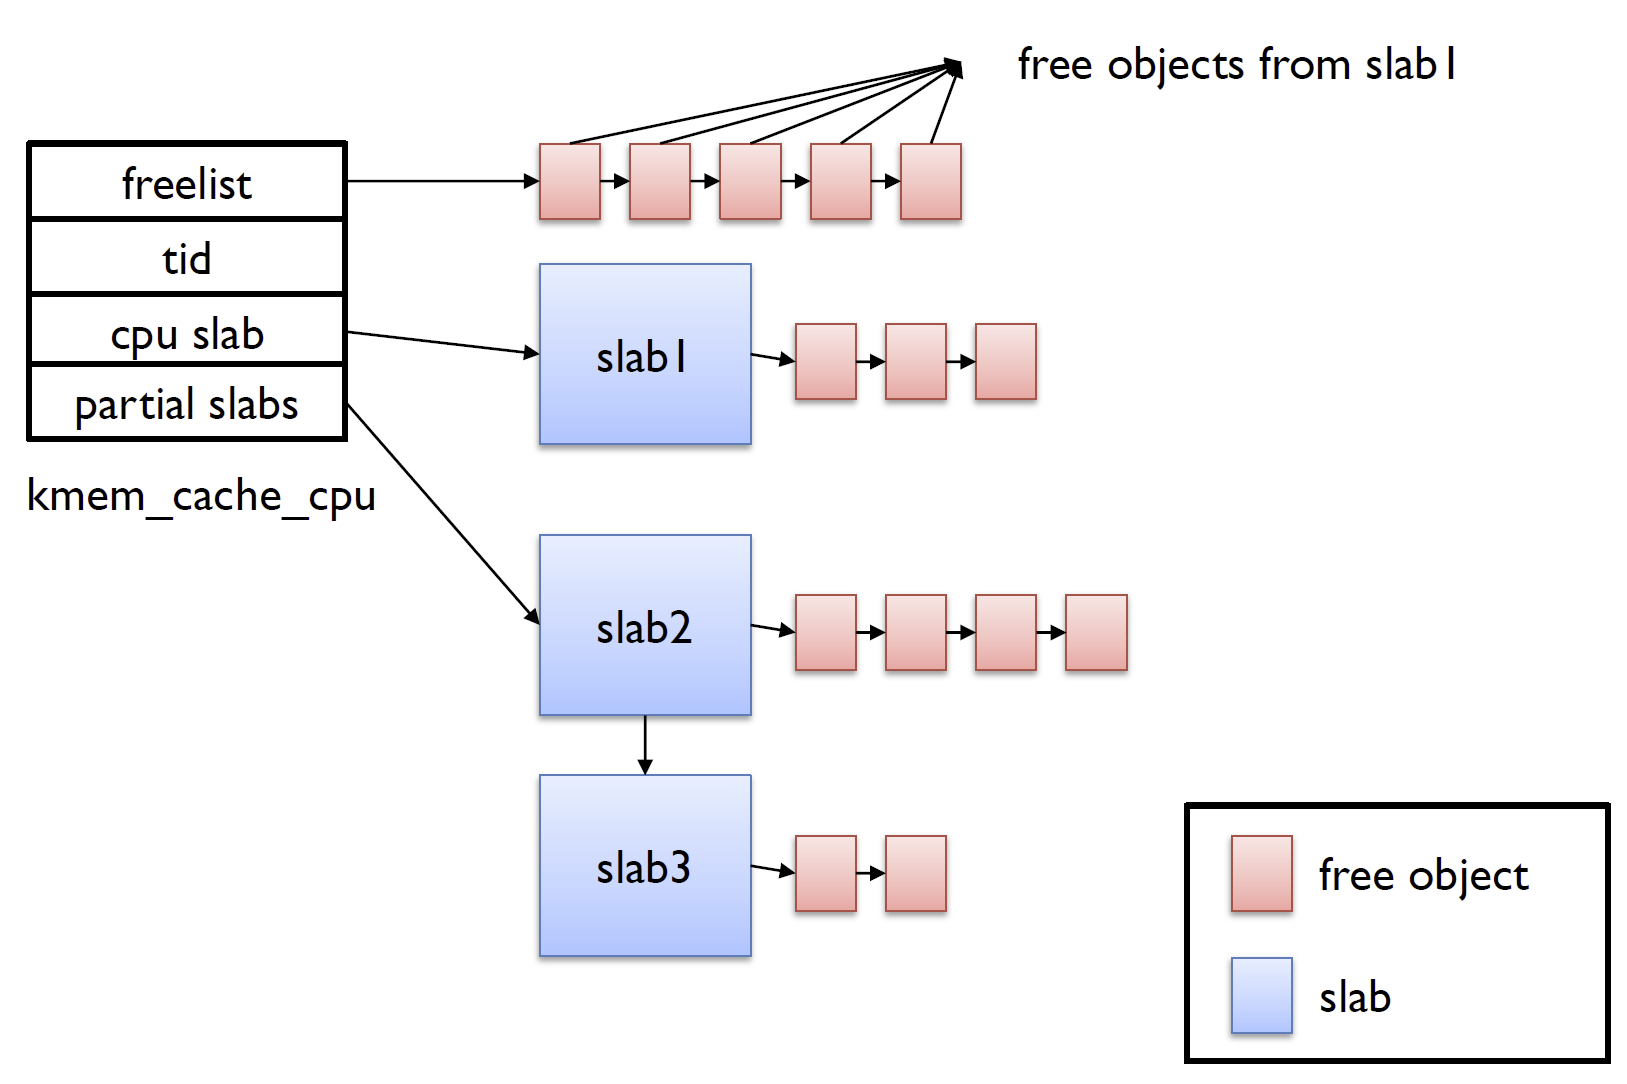 free objects from slab1
freelist
tid
cpu slab
partial slabs
kmem_cache_cpu
slab1
slab2
slab3
free object
slab